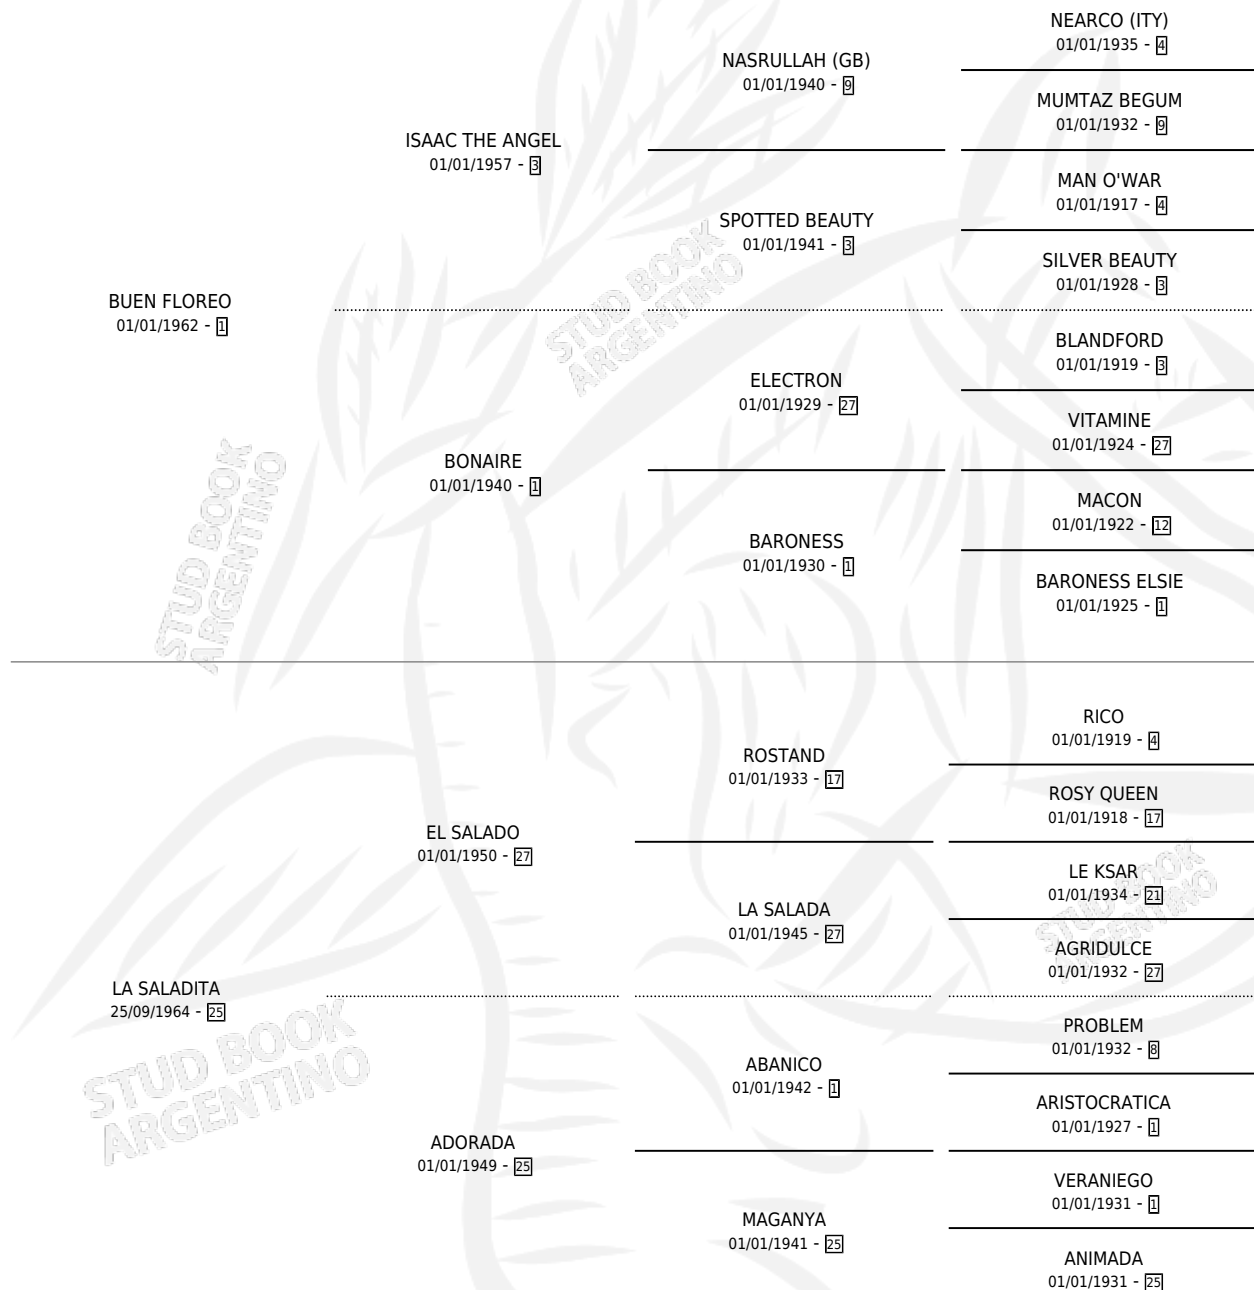 NEARCO (ITY)
01/01/1935 - 4
NASRULLAH (GB)
01/01/1940 - 9
MUMTAZ BEGUM
01/01/1932 - 9
ISAAC THE ANGEL
01/01/1957 - 3
MAN O'WAR
01/01/1917 - 4
SPOTTED BEAUTY
01/01/1941 - 3
SILVER BEAUTY
01/01/1928 - 3
BUEN FLOREO
01/01/1962 - 1
STUD BOOK
ARGENTINO
BLANDFORD
01/01/1919 - 3
ELECTRON
01/01/1929 - 27
VITAMINE
01/01/1924 - 27
BONAIRE
01/01/1940 - 1
MACON
01/01/1922 - 12
BARONESS
01/01/1930 - 1
BARONESS ELSIE
01/01/1925 - 1
STUD BOOK
ARGENTINO
RICO
01/01/1919 - 4
ROSTAND
01/01/1933 - 17
ROSY QUEEN
01/01/1918 - 17
EL SALADO
01/01/1950 - 27
LE KSAR
01/01/1934 - 21
LA SALADA
01/01/1945 - 27
AGRIDULCE
01/01/1932 - 27
STUD BOOK
ARGENTINO
LA SALADITA
25/09/1964 - 25
STUD BOOK
ARGENTINO
PROBLEM
01/01/1932 - 8
ABANICO
01/01/1942 - 1
ARISTOCRATICA
01/01/1927 - 1
ADORADA
01/01/1949 - 25
VERANIEGO
01/01/1931 - 1
MAGANYA
01/01/1941 - 25
ANIMADA
01/01/1931 - 25